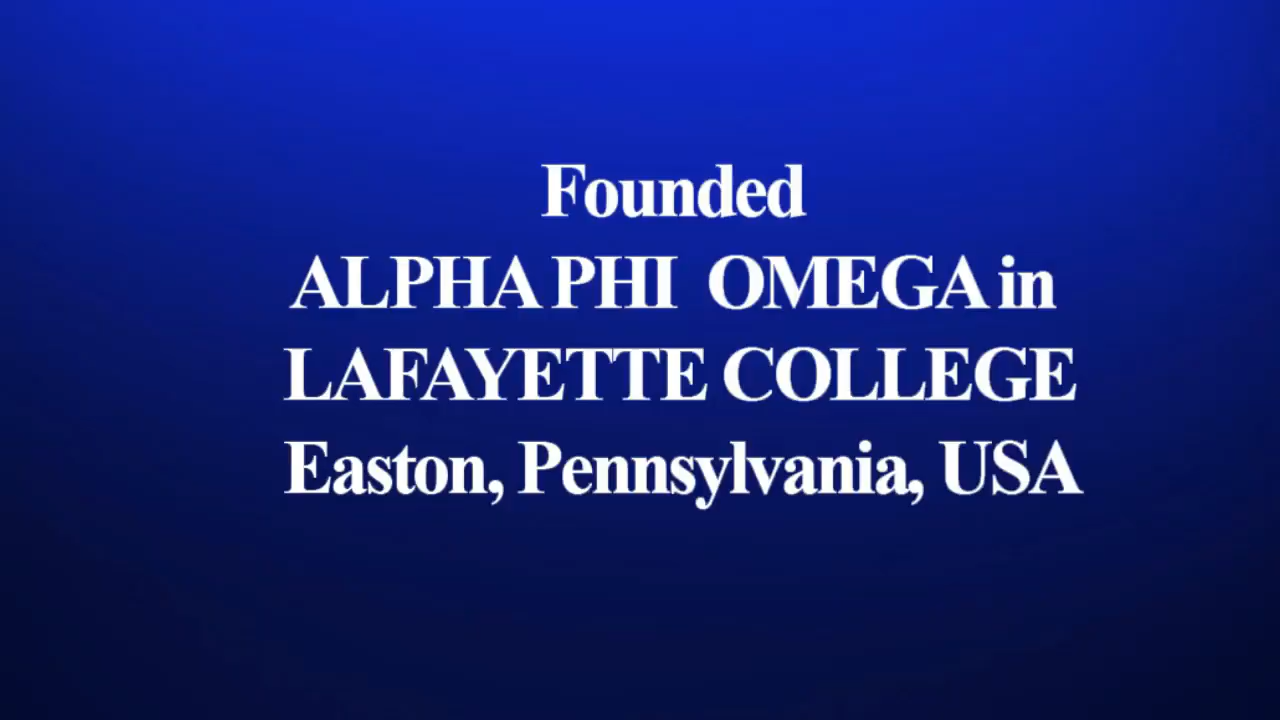 Founded
ALPHA PHI OMEGA in
LAFAYETTE COLLEGE
Easton, Pennsylvania, USA